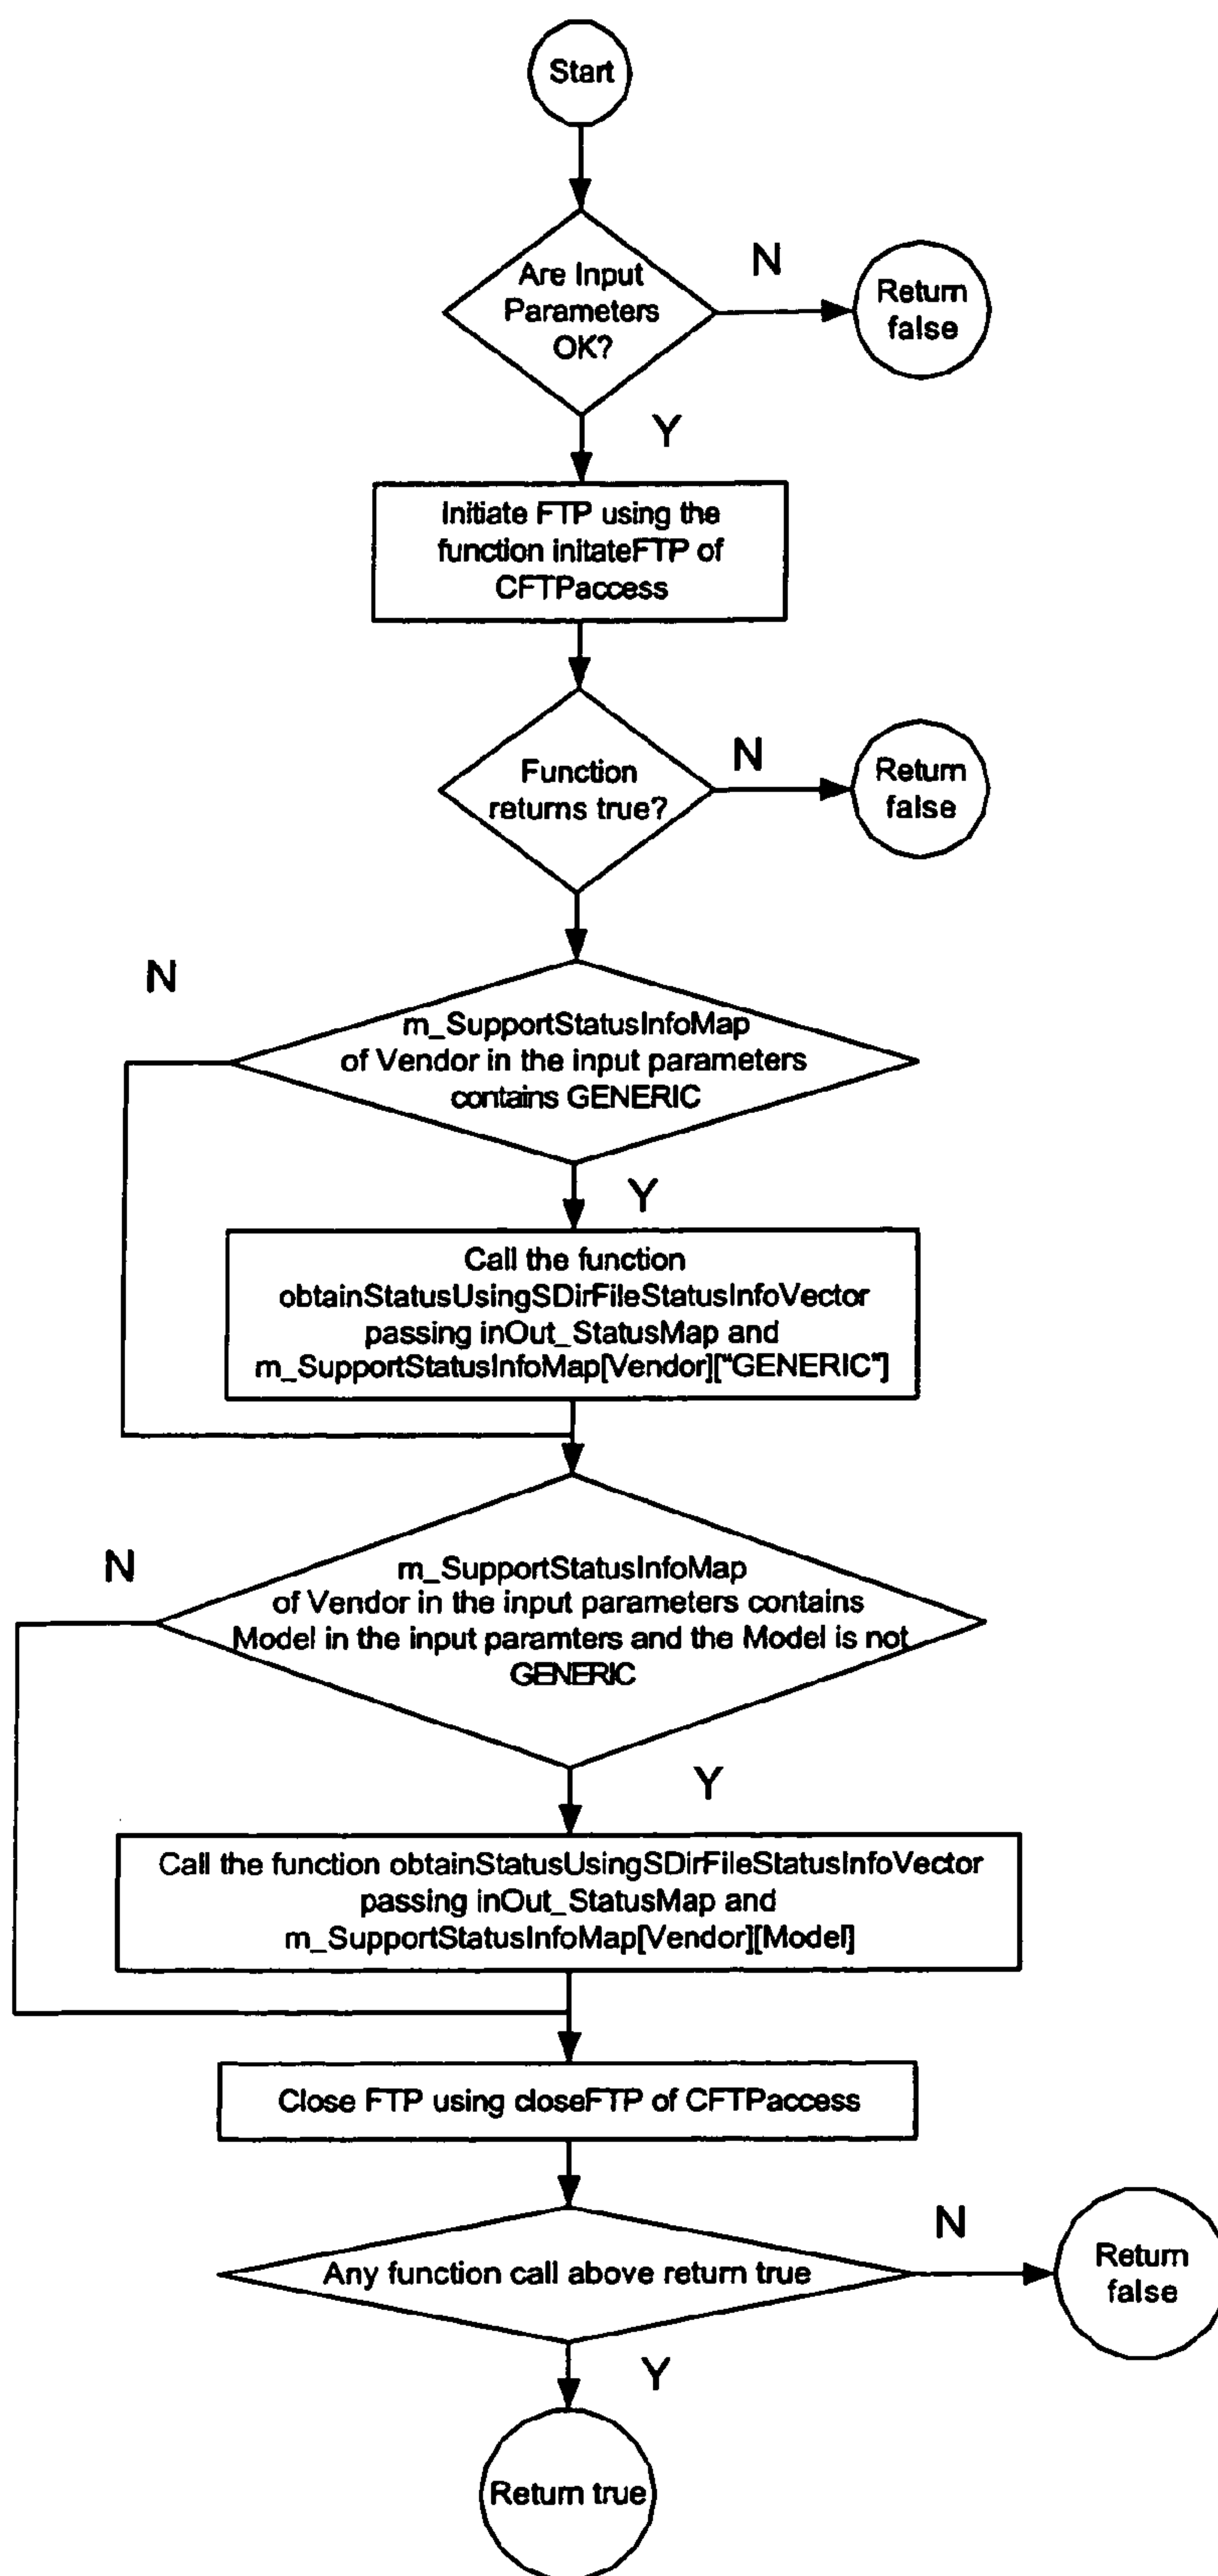 Start
Are Input
Parameters
OK?
N
Return
false
Y
Initiate FTP using the
function initateFTP of
CFTPaccess
Function
returns true?
N
Return
false
N
m_SupportStatusInfoMap
of Vendor in the input parameters
contains GENERIC
Y
Call the function
obtainStatusUsingSDirFileStatusInfoVector
passing inOut_StatusMap and
m_SupportStatusInfoMap[Vendor]["GENERIC"]
N
m_SupportStatusInfoMap
of Vendor in the input parameters contains
Model in the input paramters and the Model is not
GENERIC
Y
Call the function obtainStatusUsingSDirFileStatusInfoVector
passing inOut_StatusMap and
m_SupportStatusInfoMap[Vendor][Model]
Close FTP using closeFTP of CFTPaccess
Any function call above return true
N
Return
false
Y
Return true